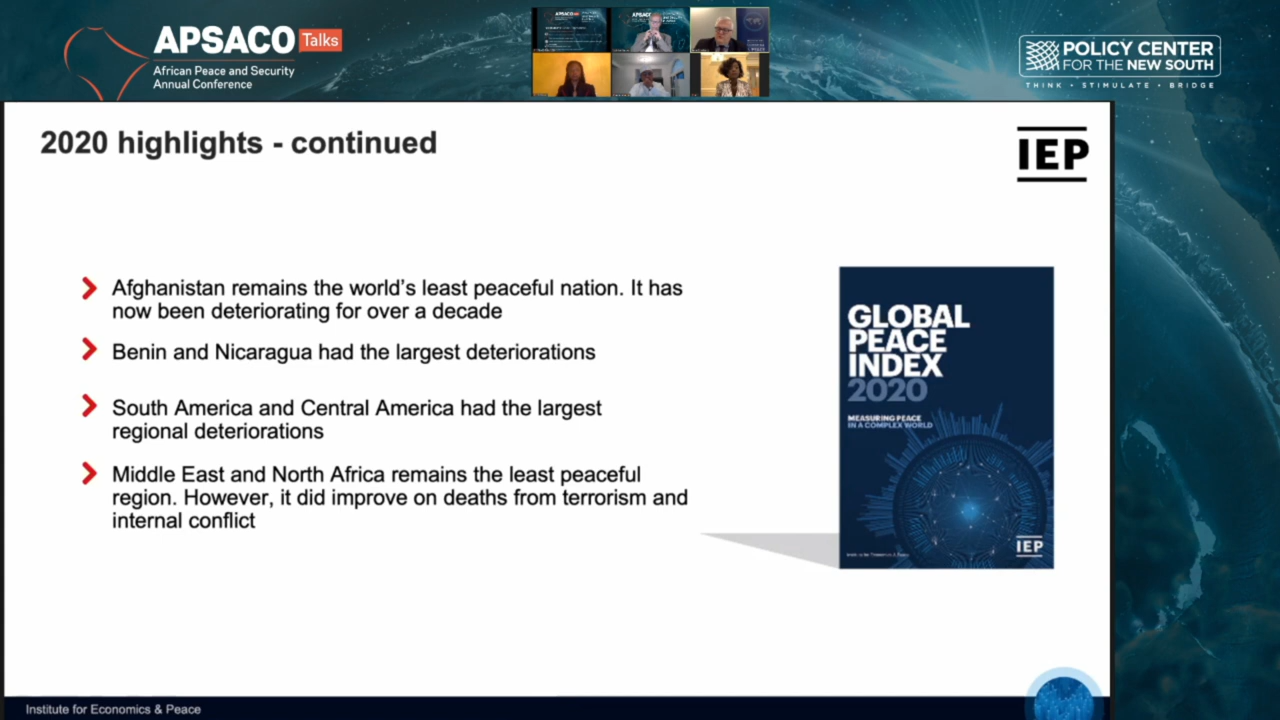 APSACO Talks
African Peace and Security
Annual Conference
POLICY CENTER
FOR THE NEW SOUTH
THINK • STIMULATE • BRIDGE
2020 highlights - continued
IEP
Afghanistan remains the world's least peaceful nation. It has
now been deteriorating for over a decade
Benin and Nicaragua had the largest deteriorations
South America and Central America had the largest
regional deteriorations
Middle East and North Africa remains the least peaceful
region. However, it did improve on deaths from terrorism and
internal conflict
GLOBAL
PEACE
INDEX
2020
MEASURING PEACE
IN A COMPLEX WORLD
IEP
Institute for Economics & Peace